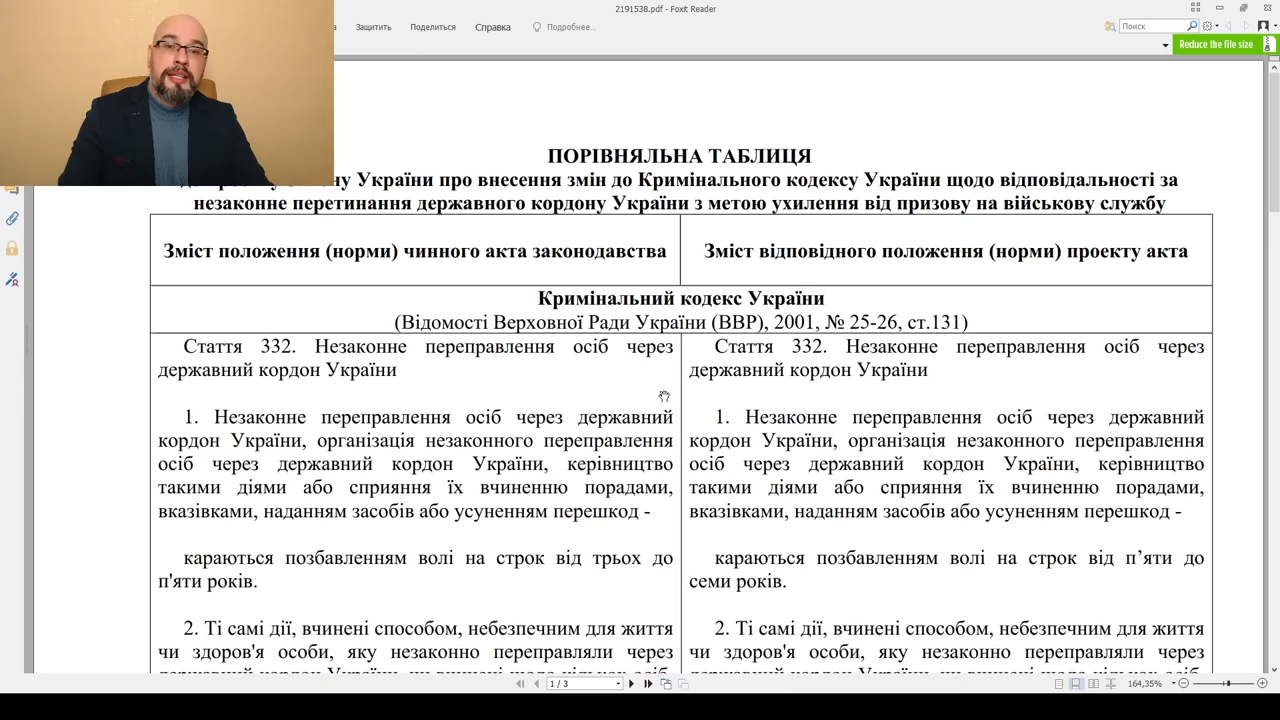 2191538.pdf - Foxit Reader
Защитить Поделиться Справка Подробнее...
Поиск
Reduce the file size
ПОРІВНЯЛЬНА ТАБЛИЦЯ
України про внесення змін до Кримінального кодексу України щодо відповідальності за
незаконне перетинання державного кордону України з метою ухилення від призову на військову службу
Зміст положення (норми) чинного акта законодавства
Зміст відповідного положення (норми) проекту акта
Кримінальний кодекс України
(Відомості Верховної Ради України (ВВР), 2001, № 25-26, ст.131)
Стаття 332. Незаконне переправлення осіб через
державний кордон України
1. Незаконне переправлення осіб через державний
кордон України, організація незаконного переправлення
осіб через державний кордон України, керівництво
такими діями або сприяння їх вчиненню порадами,
вказівками, наданням засобів або усуненням перешкод -
караються позбавленням волі на строк від трьох до
п'яти років.
2. Ті самі дії, вчинені способом, небезпечним для життя
чи здоров'я особи, яку незаконно переправляли через
Стаття 332. Незаконне переправлення осіб через
державний кордон України
1. Незаконне переправлення осіб через державний
кордон України, організація незаконного переправлення
осіб через державний кордон України, керівництво
такими діями або сприяння їх вчиненню порадами,
вказівками, наданням засобів або усуненням перешкод -
караються позбавленням волі на строк від п’яти до
семи років.
2. Ті самі дії, вчинені способом, небезпечним для життя
чи здоров'я особи, яку незаконно переправляли через
1 / 3
164,35%